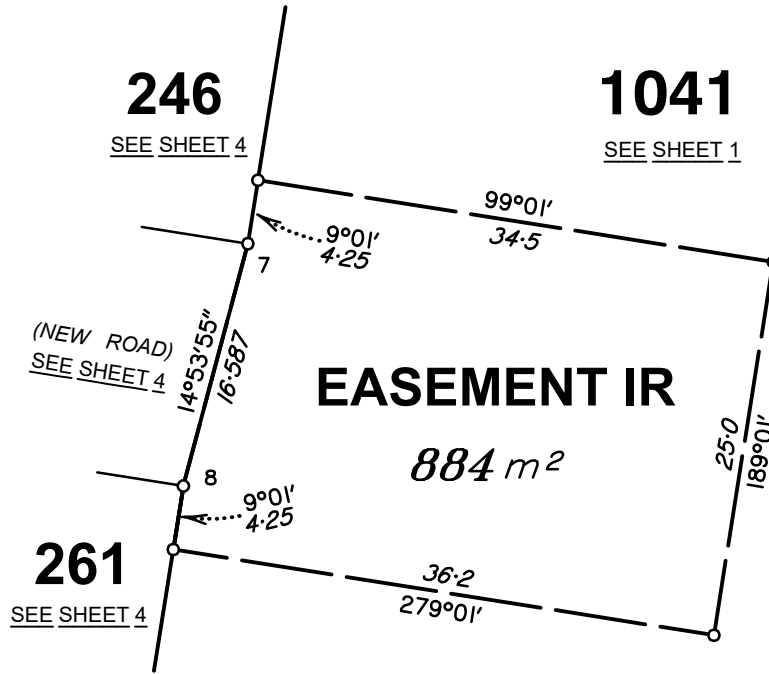 246
SEE SHEET 4
1041
SEE SHEET 1
99°01'
34·5
9°01'
4·25
7
(NEW ROAD)
SEE SHEET 4
14°53'55"
16·587
EASEMENT IR
884 m²
25·0
189°01'
8
9°01'
4·25
261
SEE SHEET 4
36·2
279°01'